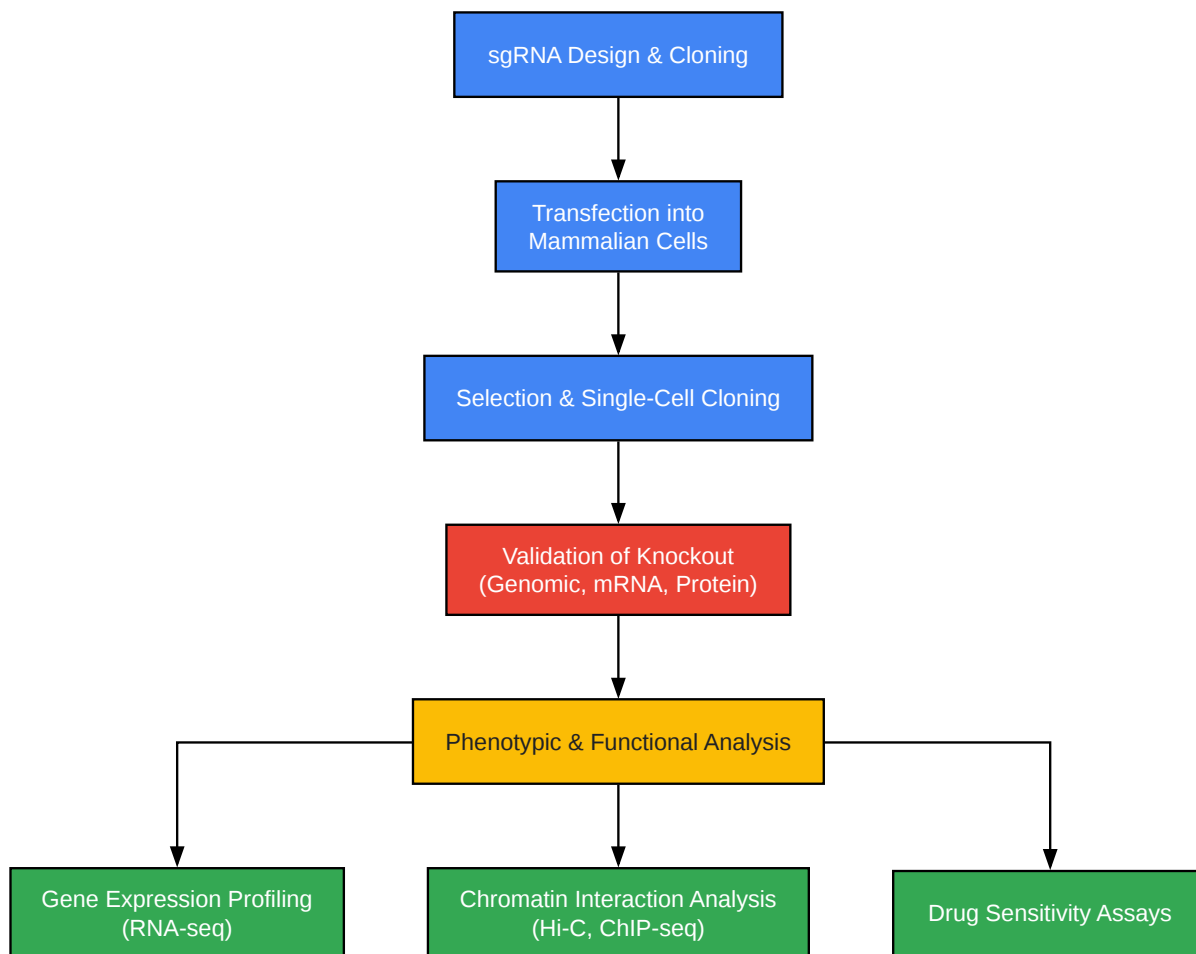 sgRNA Design & Cloning
Transfection into
Mammalian Cells
Selection & Single-Cell Cloning
Validation of Knockout
(Genomic, mRNA, Protein)
Phenotypic & Functional Analysis
Gene Expression Profiling
(RNA-seq)
Chromatin Interaction Analysis
(Hi-C, ChIP-seq)
Drug Sensitivity Assays